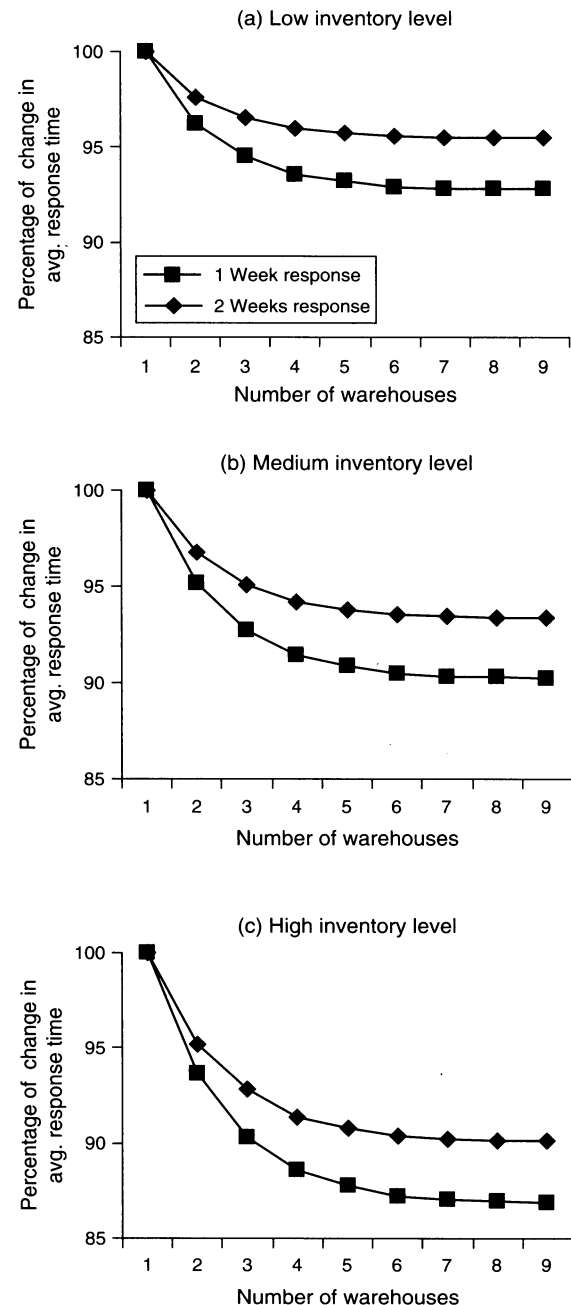 (a) Low inventory level
Percentage of change in
avg. response time
100
95
90
85
1 Week response
2 Weeks response
1 2 3 4 5 6 7 8 9
Number of warehouses
(b) Medium inventory level
Percentage of change in
avg. response time
100
95
90
85
1 2 3 4 5 6 7 8 9
Number of warehouses
(c) High inventory level
Percentage of change in
avg. response time
100
95
90
85
1 2 3 4 5 6 7 8 9
Number of warehouses